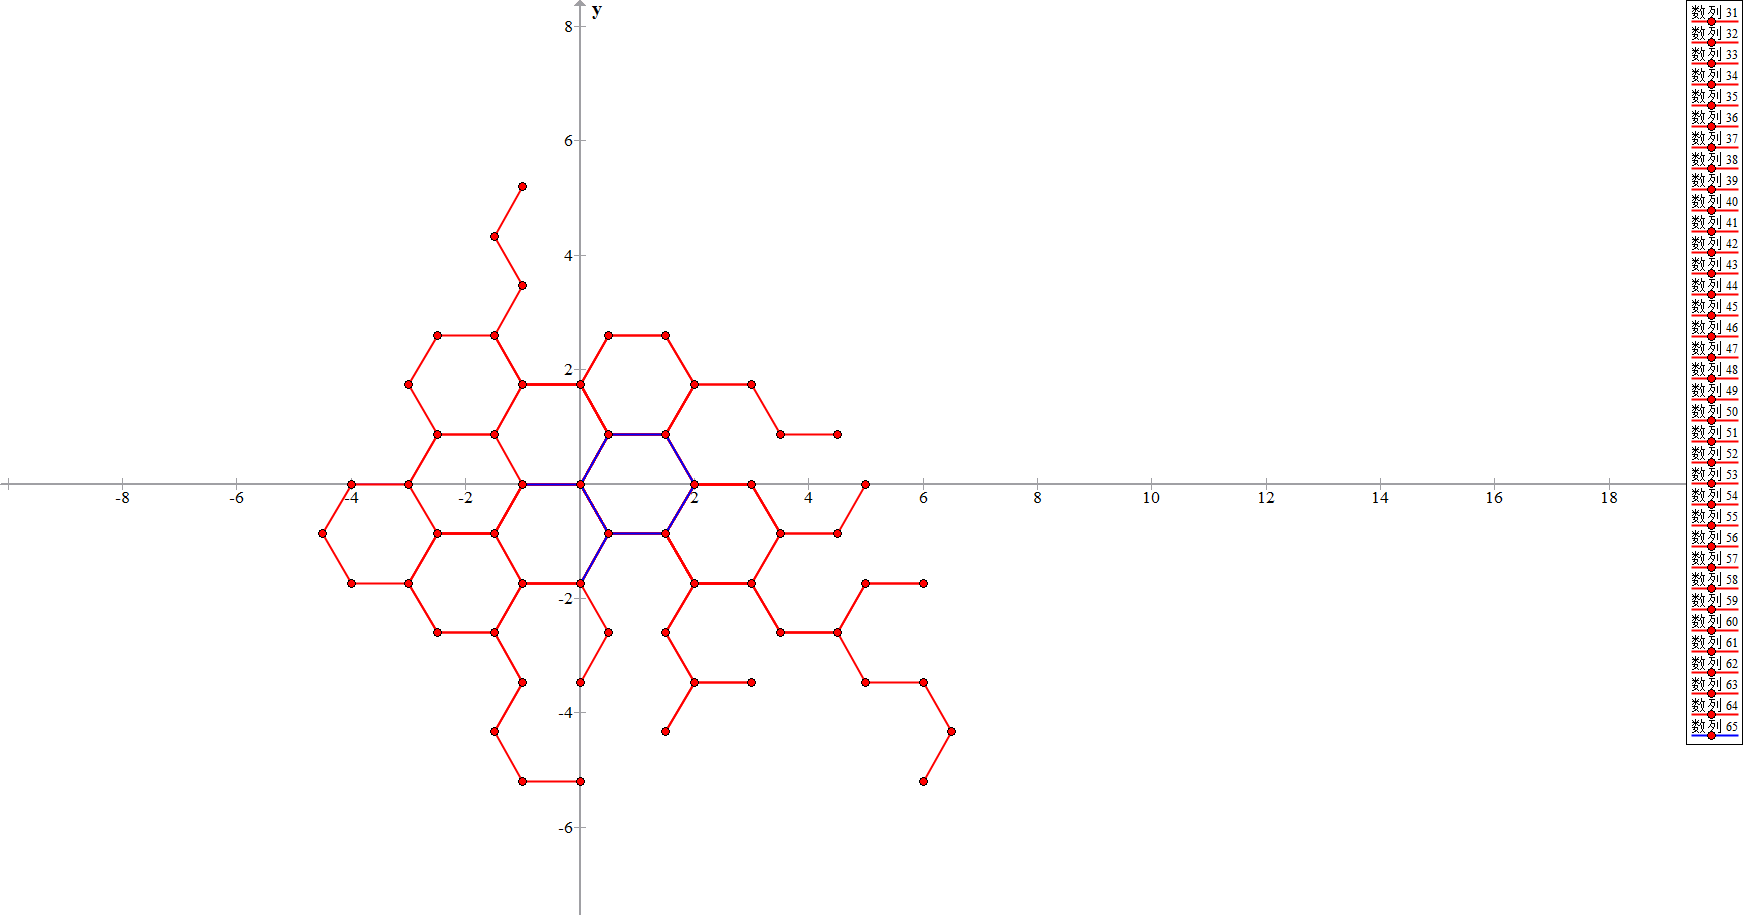 y
8
6
4
2
-8 -6 -4 -2 2 4 6 8 10 12 14 16 18
-2
-4
-6
数列 31
数列 32
数列 33
数列 34
数列 35
数列 36
数列 37
数列 38
数列 39
数列 40
数列 41
数列 42
数列 43
数列 44
数列 45
数列 46
数列 47
数列 48
数列 49
数列 50
数列 51
数列 52
数列 53
数列 54
数列 55
数列 56
数列 57
数列 58
数列 59
数列 60
数列 61
数列 62
数列 63
数列 64
数列 65